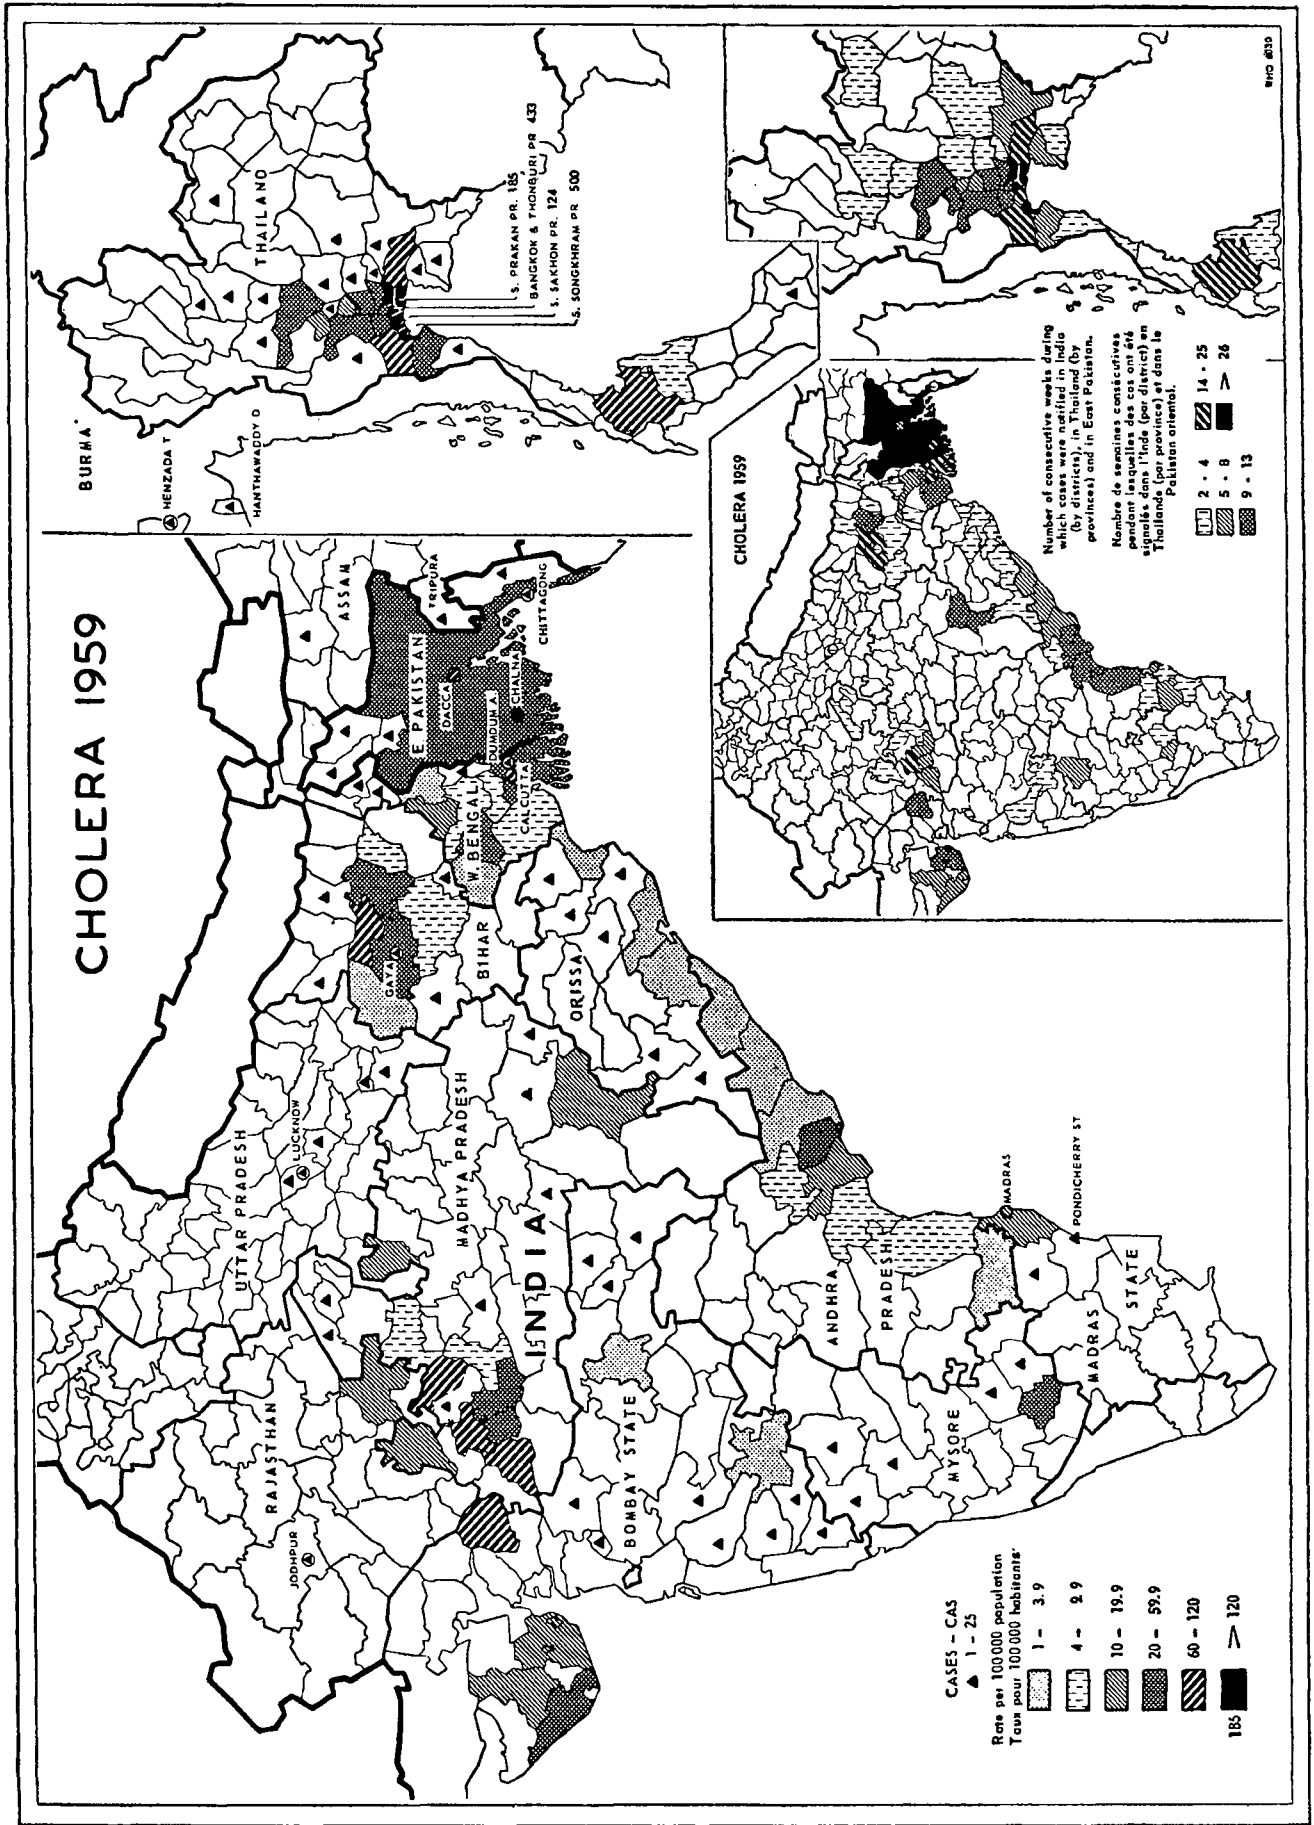 CHOLERA 1959
BURMA
HENZADA T
HANTHAWADDY D
THAILAND
S. PRAKAN PR. 185
BANGKOK & THONBURI PR 433
S. SAKHON PR. 124
S. SONGKHRAM PR 500
ASSAM
TRIPURA
E PAKISTAN
DACCA
DUMDUM A
CHALNA
CHITTAGONG
W. BENGAL
CALCUTTA
GAYA
BIHAR
ORISSA
UTTAR PRADESH
LUCKNOW
MADHYA PRADESH
INDIA
RAJASTHAN
JODHPUR
BOMBAY STATE
ANDHRA
PRADESH
MYSORE
MADRAS
PONDICHERRY ST
MADRAS
STATE
CASES - CAS
▲ 1 - 25
Rate per 100 000 population
Taux pour 100 000 habitants
1 - 3.9
4 - 9.9
10 - 19.9
20 - 59.9
60 - 120
185 > 120
CHOLERA 1959
Number of consecutive weeks during
which cases were notified in India
(by districts), in Thailand (by
provinces) and in East Pakistan.
Nombre de semaines consécutives
pendant lesquelles des cas ont été
signalés dans l'Inde (par district) en
Thaïlande (par province) et dans le
Pakistan oriental.
2 - 4
5 - 8
9 - 13
14 - 25
> 26
WHO 8030